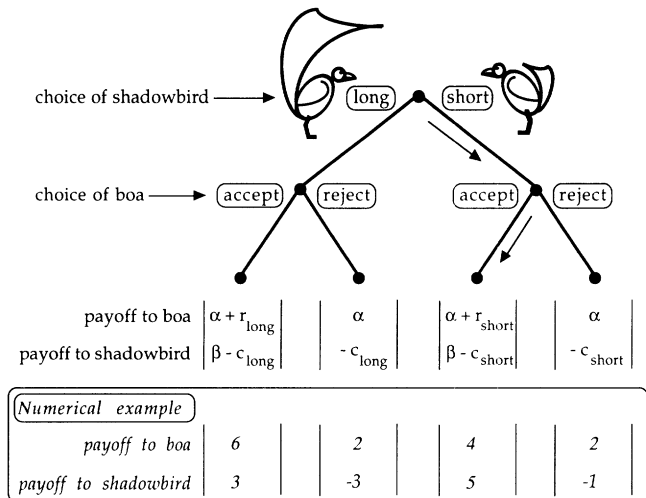 choice of shadowbird long short
choice of boa accept reject accept reject
payoff to boa α + r_long α α + r_short α
payoff to shadowbird β - c_long - c_long β - c_short - c_short
Numerical example
payoff to boa 6 2 4 2
payoff to shadowbird 3 -3 5 -1